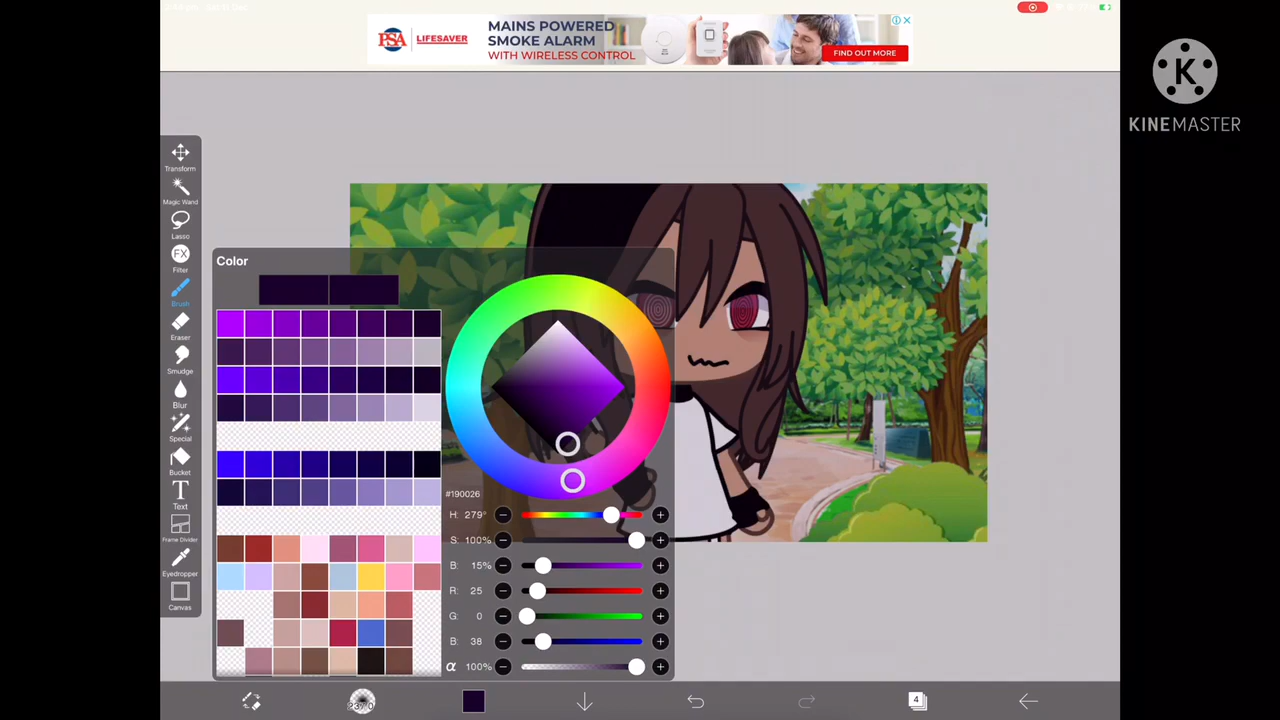 MAINS POWERED
SMOKE ALARM
WITH WIRELESS CONTROL
PSA
LIFESAVER
FIND OUT MORE
K
KINEMASTER
Transform
Magic Wand
Lasso
FX
Filter
Brush
Eraser
Smudge
Blur
Special
Bucket
T
Text
Frame Divider
Eyedropper
Canvas
Color
#190026
H: 279°
S: 100%
B: 15%
R: 25
G: 0
B: 38
α 100%
4